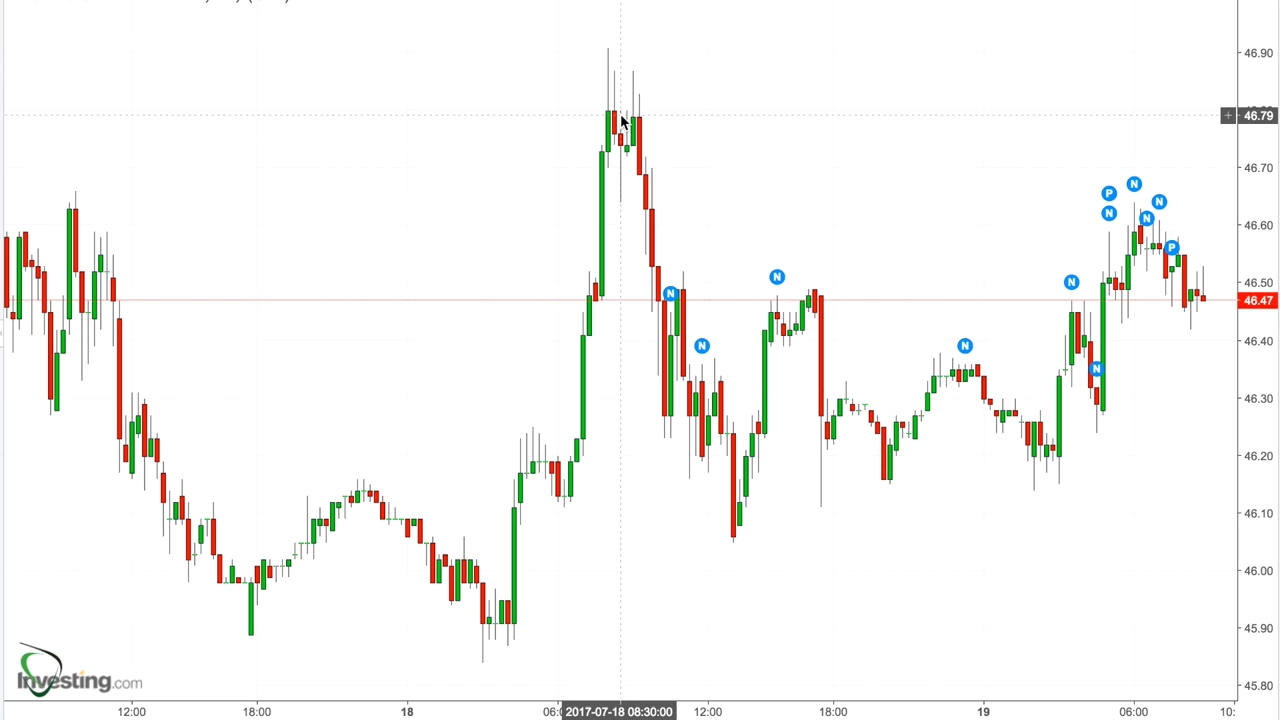 46.90
46.79
46.70
46.60
46.50
46.47
46.40
46.30
46.20
46.10
46.00
45.90
45.80
P
N
N
N
N
P
N
N
N
N
N
N
Investing.com
12:00
18:00
18
2017-07-18 08:30:00
12:00
18:00
19
06:00
10: